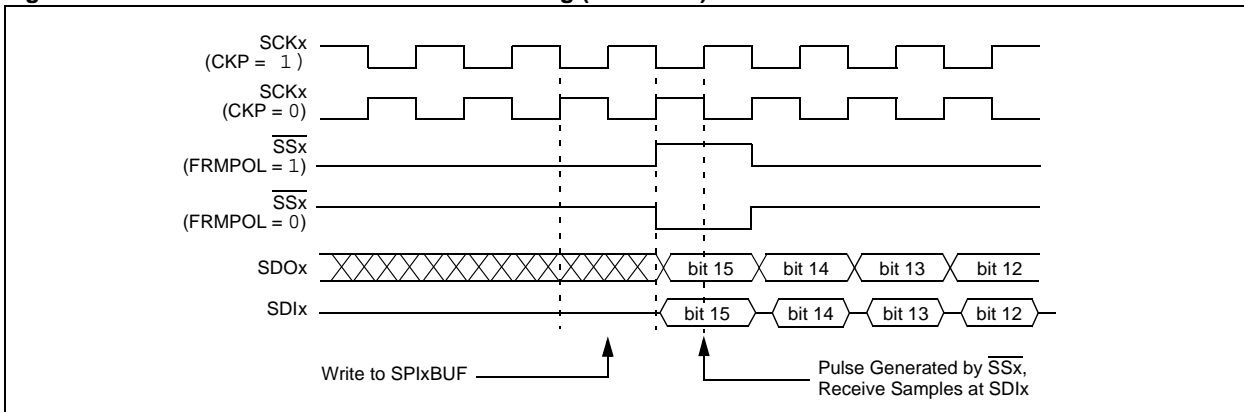 SCKx
(CKP = 1)
SCKx
(CKP = 0)
SSx
(FRMPOL = 1)
SSx
(FRMPOL = 0)
SDOx
bit 15 bit 14 bit 13 bit 12
SDIx
bit 15 bit 14 bit 13 bit 12
Write to SPIxBUF
Pulse Generated by SSx,
Receive Samples at SDIx